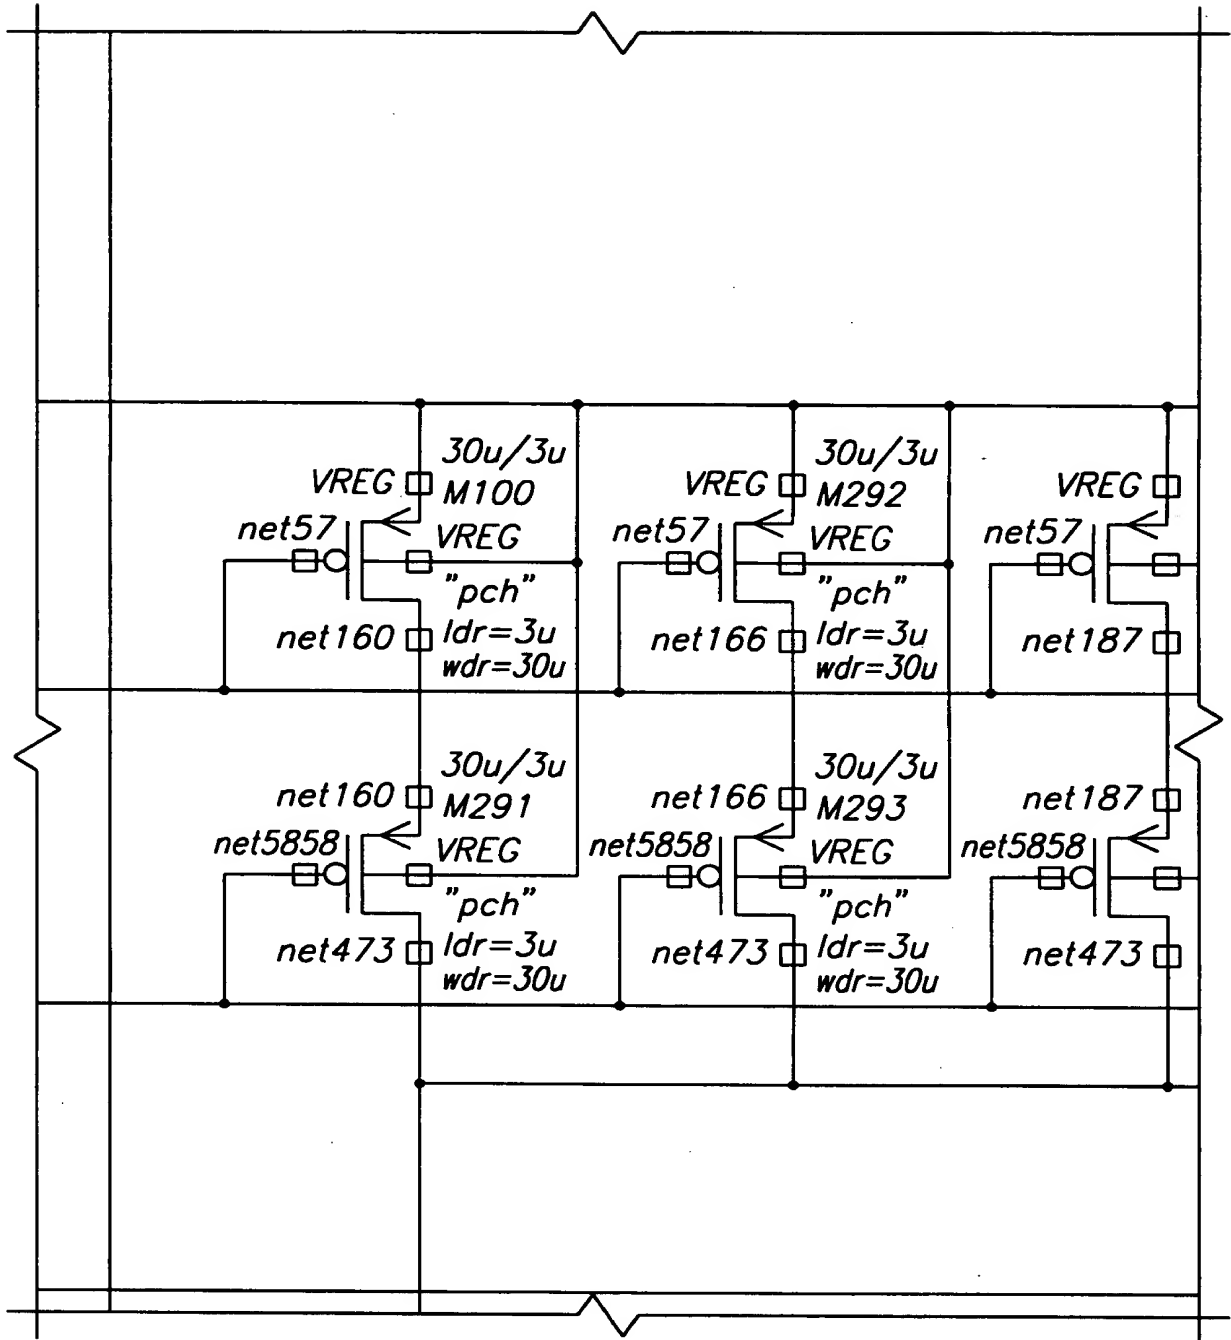 30u/3u
VREG
M100
net57
VREG
"pch"
net160
ldr=3u
wdr=30u
30u/3u
VREG
M292
net57
VREG
"pch"
net166
ldr=3u
wdr=30u
VREG
net57
net187
30u/3u
net160
M291
net5858
VREG
"pch"
net473
ldr=3u
wdr=30u
30u/3u
net166
M293
net5858
VREG
"pch"
net473
ldr=3u
wdr=30u
net187
net5858
net473